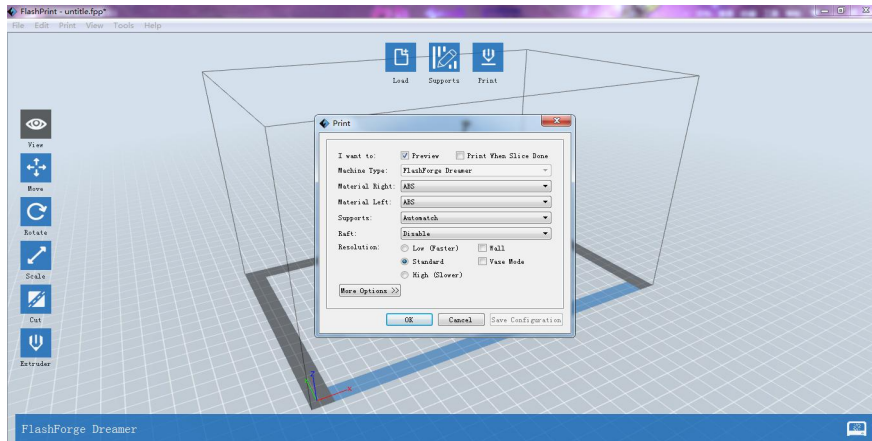 FlashPrint - untitle.fpp*
File Edit Print View Tools Help
Load Supports Print
View
Move
Rotate
Scale
Cut
Extruder
Print
I want to: Preview Print When Slice Done
Machine Type: FlashForge Dreamer
Material Right: ABS
Material Left: ABS
Supports: Automatch
Raft: Disable
Resolution: Low (Faster) Wall
Standard Vase Mode
High (Slower)
More Options >>
OK Cancel Save Configuration
Z
X
FlashForge Dreamer